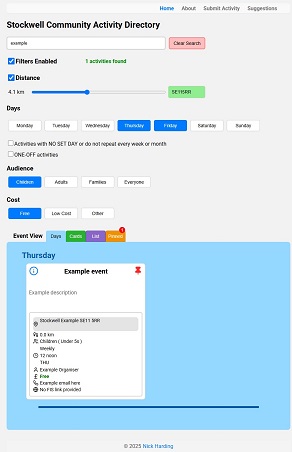 Home About Submit Activity Suggestions
Stockwell Community Activity Directory
example Clear Search
Filters Enabled 1 activities found
Distance
4.1 km SE115RR
Days
Monday Tuesday Wednesday Thursday Friday Saturday Sunday
Activities with NO SET DAY or do not repeat every week or month
ONE-OFF activities
Audience
Children Adults Families Everyone
Cost
Free Low Cost Other
Event View Days Cards List Pinned 1
Thursday
Example event
Example description
Stockwell Example SE11 5RR
0.0 km
Children ( Under 5s )
Weekly
12 noon
THU
Example Organiser
Free
Example email here
No FIS link provided
© 2025 Nick Harding